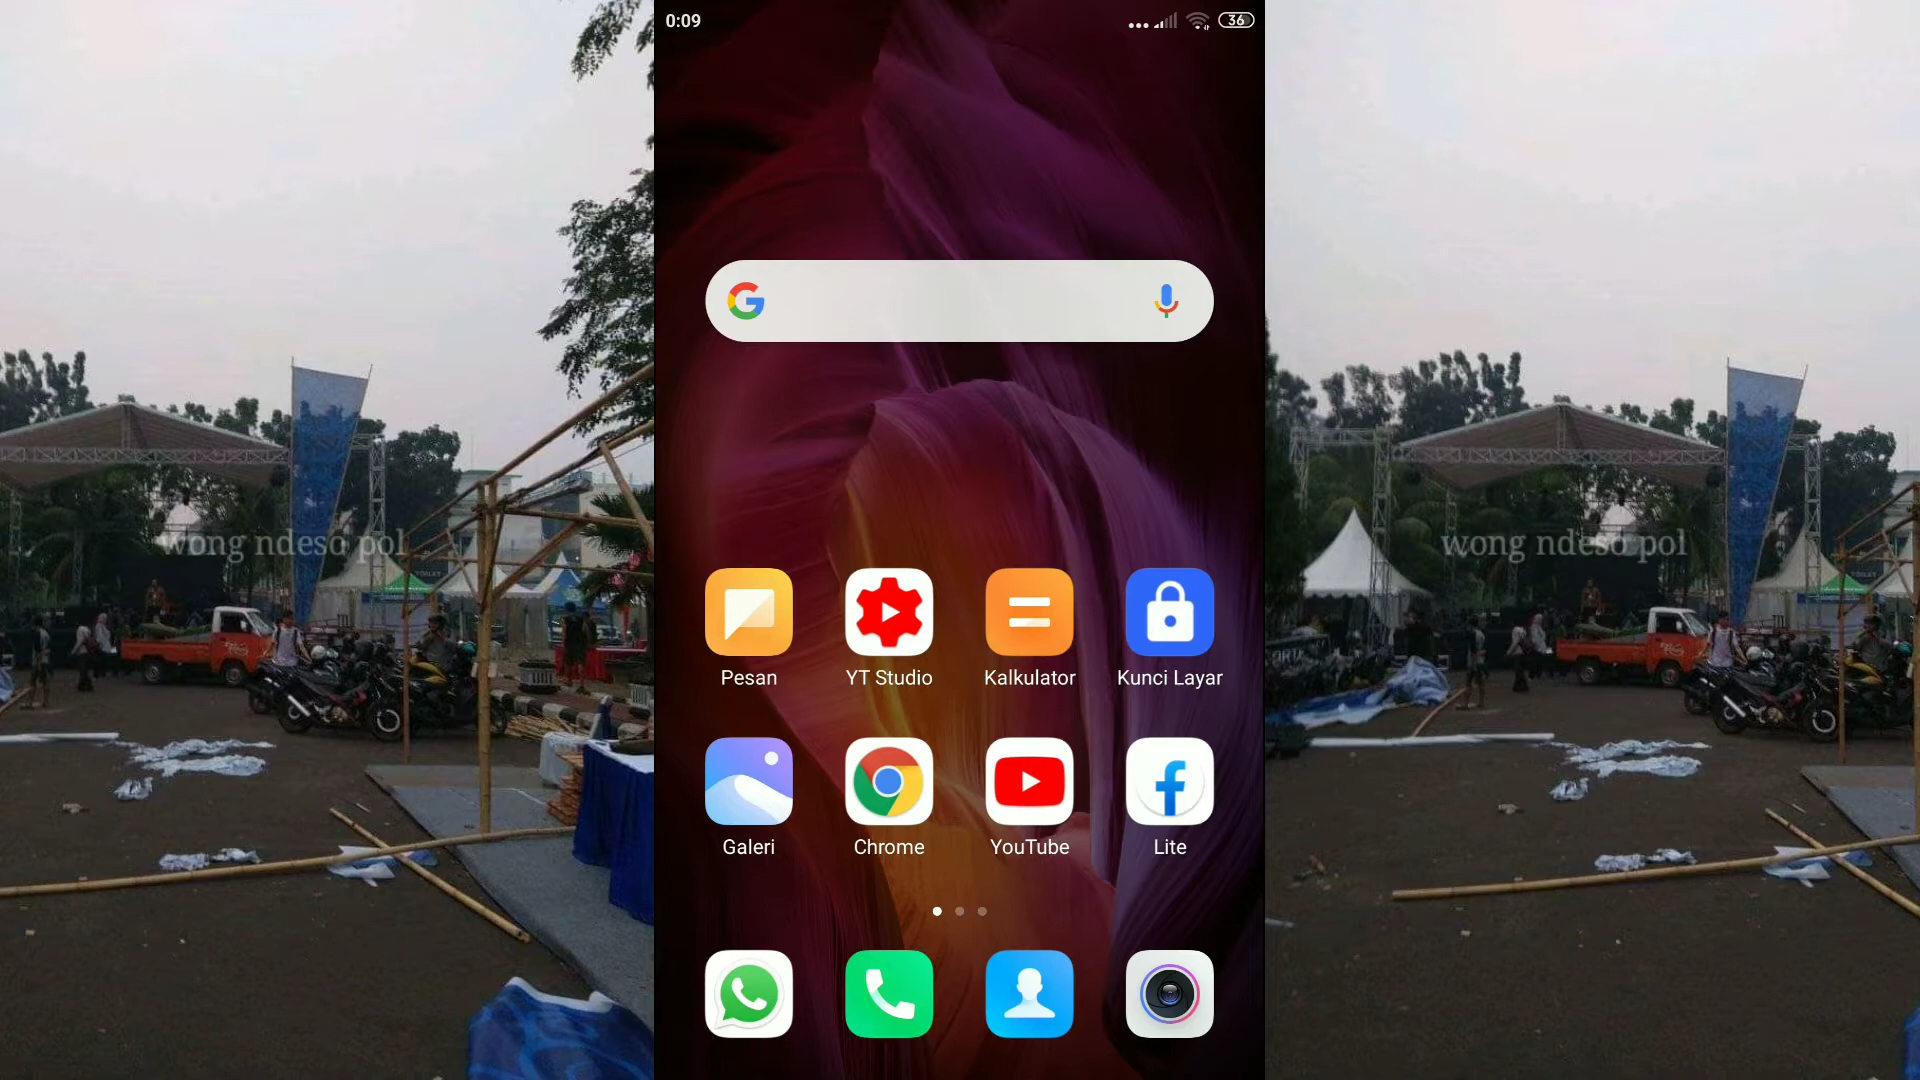 0:09
36
wong ndeso pol
wong ndeso pol
Pesan
YT Studio
Kalkulator
Kunci Layar
Galeri
Chrome
YouTube
Lite